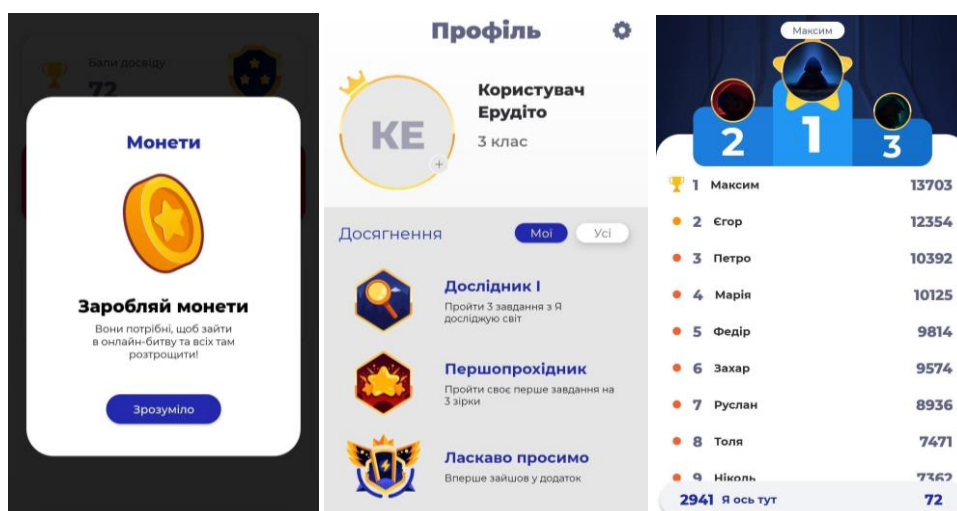 Бали досвіду
72
Монети
Заробляй монети
Вони потрібні, щоб зайти
в онлайн-битву та всіх там
розтрощити!
Зрозуміло
Профіль
КЕ
+
Користувач
Ерудіто
3 клас
Досягнення
Мої
Усі
Дослідник І
Пройти 3 завдання з Я
досліджую світ
Першопрохідник
Пройти своє перше завдання на
3 зірки
Ласкаво просимо
Вперше зайшов у додаток
Максим
2 1 3
1 Максим 13703
2 Єгор 12354
3 Петро 10392
4 Марія 10125
5 Федір 9814
6 Захар 9574
7 Руслан 8936
8 Толя 7471
9 Ніколь 7362
2941 Я ось тут 72